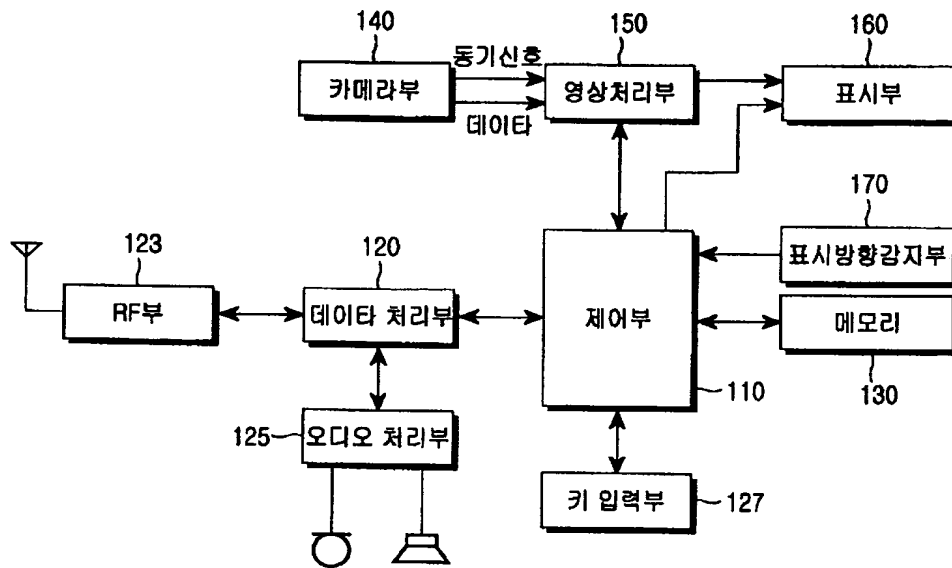 140
150
160
동기신호
카메라부
영상처리부
표시부
데이타
170
표시방향감지부
123
120
RF부
데이타 처리부
제어부
메모리
110
130
125
오디오 처리부
키 입력부
127